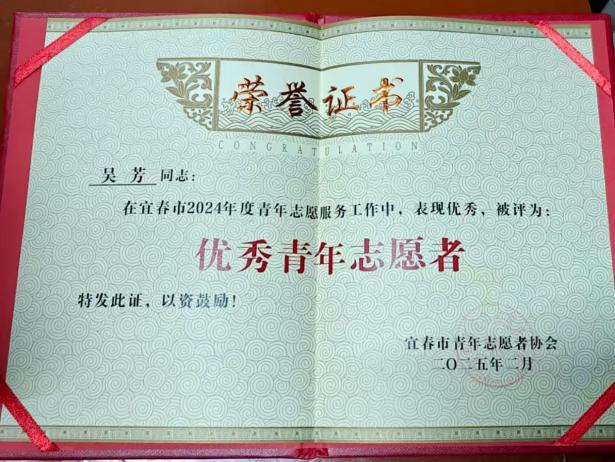 荣誉证书
CONGRATULATION
吴芳 同志：
在宜春市2024年度青年志愿服务工作中，表现优秀，被评为：
优秀青年志愿者
特发此证，以资鼓励！
宜春市青年志愿者协会
二〇二五年二月